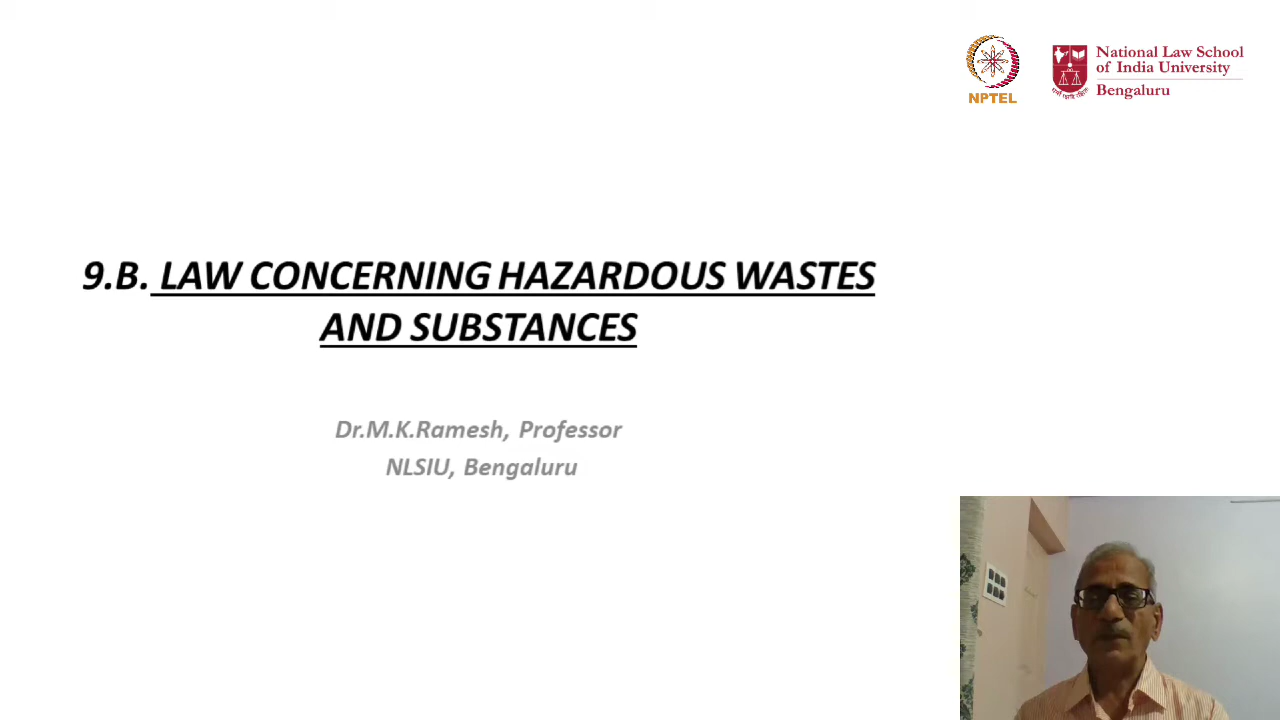 NPTEL
National Law School
of India University
Bengaluru
9.B. LAW CONCERNING HAZARDOUS WASTES
AND SUBSTANCES
Dr.M.K.Ramesh, Professor
NLSIU, Bengaluru